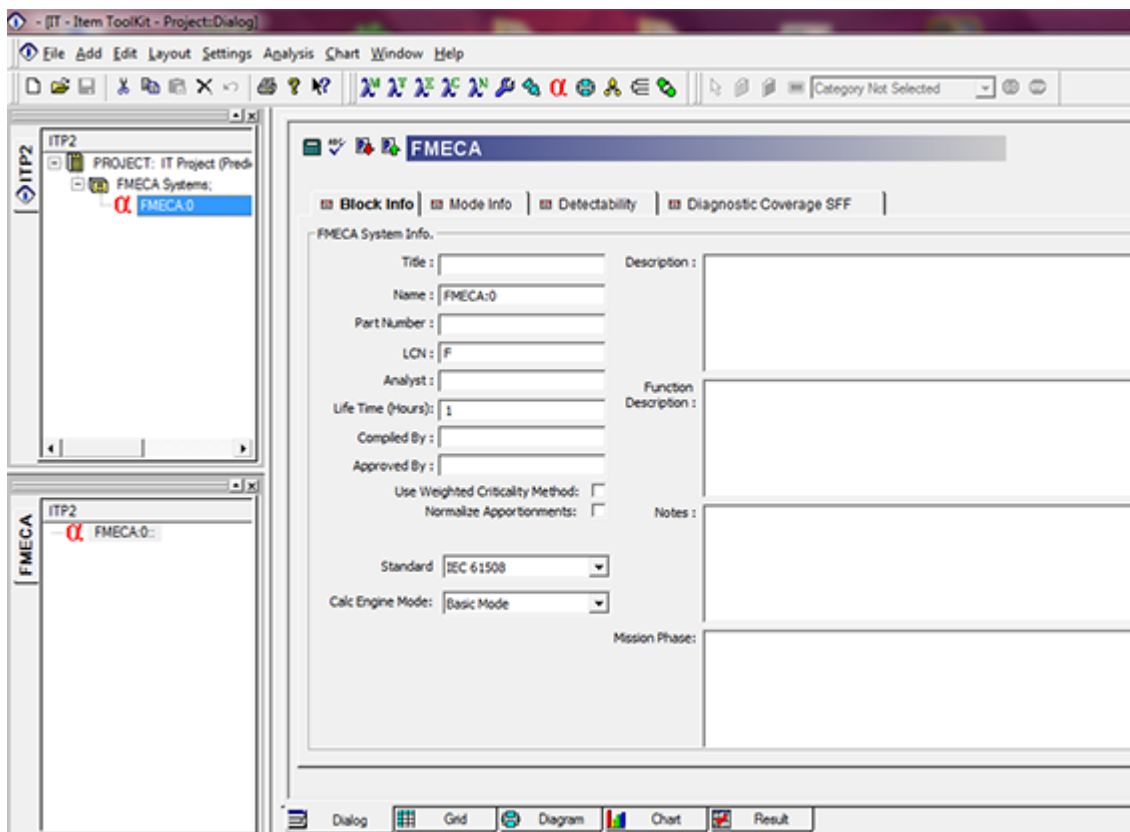 - [IT - Item ToolKit - Project::Dialog]
File Add Edit Layout Settings Analysis Chart Window Help
Category Not Selected
ITP2
ITP2
PROJECT: IT Project (Predi
FMECA Systems;
α FMECA:0
FMECA
Block Info Mode Info Detectability Diagnostic Coverage SFF
FMECA System Info.
Title :
Name : FMECA:0
Part Number :
LCN : F
Analyst :
Life Time (Hours): 1
Compiled By :
Approved By :
Use Weighted Criticality Method:
Normalize Apportionments:
Standard IEC 61508
Calc Engine Mode: Basic Mode
Description :
Function
Description :
Notes :
Mission Phase:
FMECA
ITP2
α FMECA:0::
Dialog Grid Diagram Chart Result